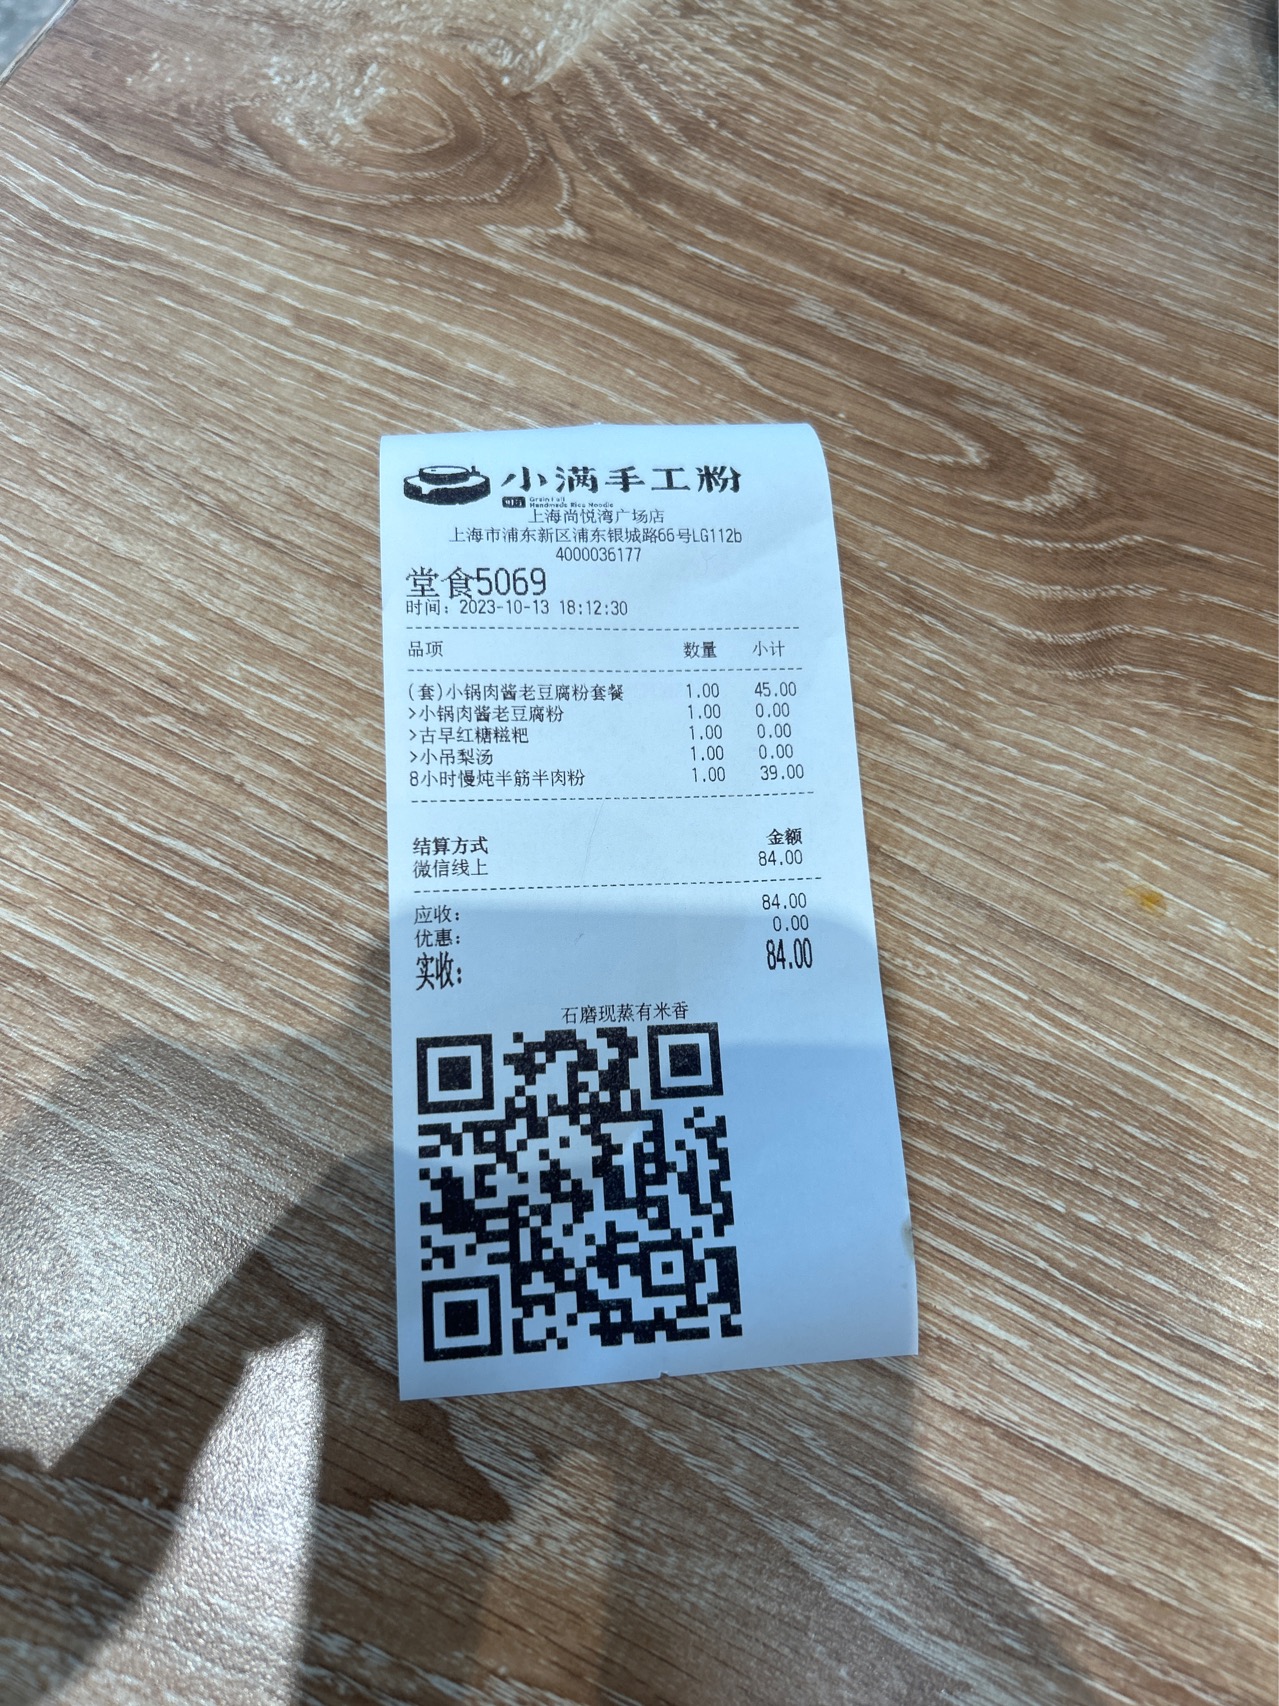 小满手工粉
Grain Full
Handmade Rice Noodle
上海尚悦湾广场店
上海市浦东新区浦东银城路66号LG112b
4000036177
堂食5069
时间：2023-10-13 18:12:30
品项 数量 小计
(套)小锅肉酱老豆腐粉套餐 1.00 45.00
>小锅肉酱老豆腐粉 1.00 0.00
>古早红糖糍粑 1.00 0.00
>小吊梨汤 1.00 0.00
8小时慢炖半筋半肉粉 1.00 39.00
结算方式 金额
微信线上 84.00
应收： 84.00
优惠： 0.00
实收： 84.00
石磨现蒸有米香